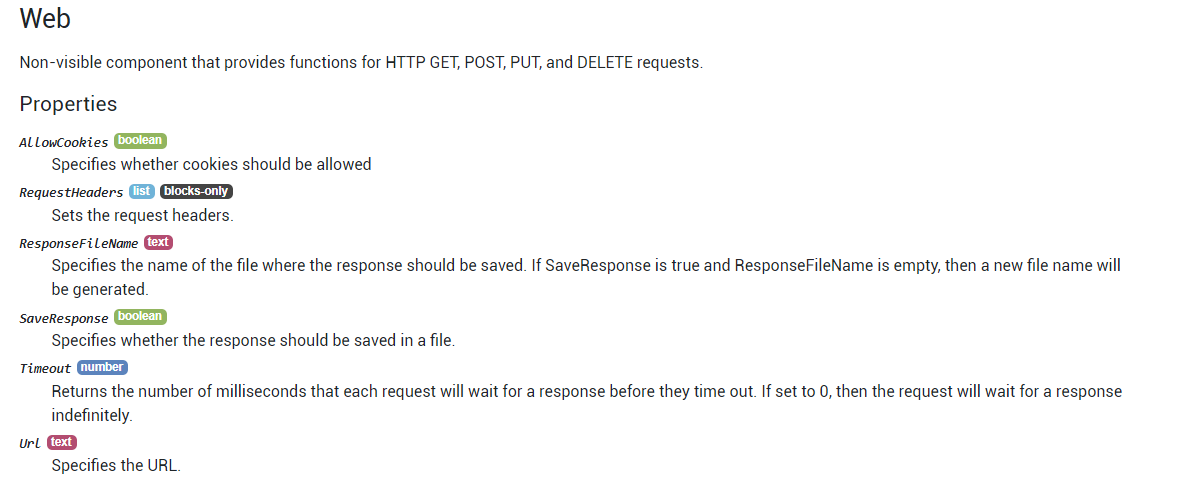 Web
Non-visible component that provides functions for HTTP GET, POST, PUT, and DELETE requests.
Properties
AllowCookies boolean
Specifies whether cookies should be allowed
RequestHeaders list blocks-only
Sets the request headers.
ResponseFileName text
Specifies the name of the file where the response should be saved. If SaveResponse is true and ResponseFileName is empty, then a new file name will
be generated.
SaveResponse boolean
Specifies whether the response should be saved in a file.
Timeout number
Returns the number of milliseconds that each request will wait for a response before they time out. If set to 0, then the request will wait for a response
indefinitely.
Url text
Specifies the URL.